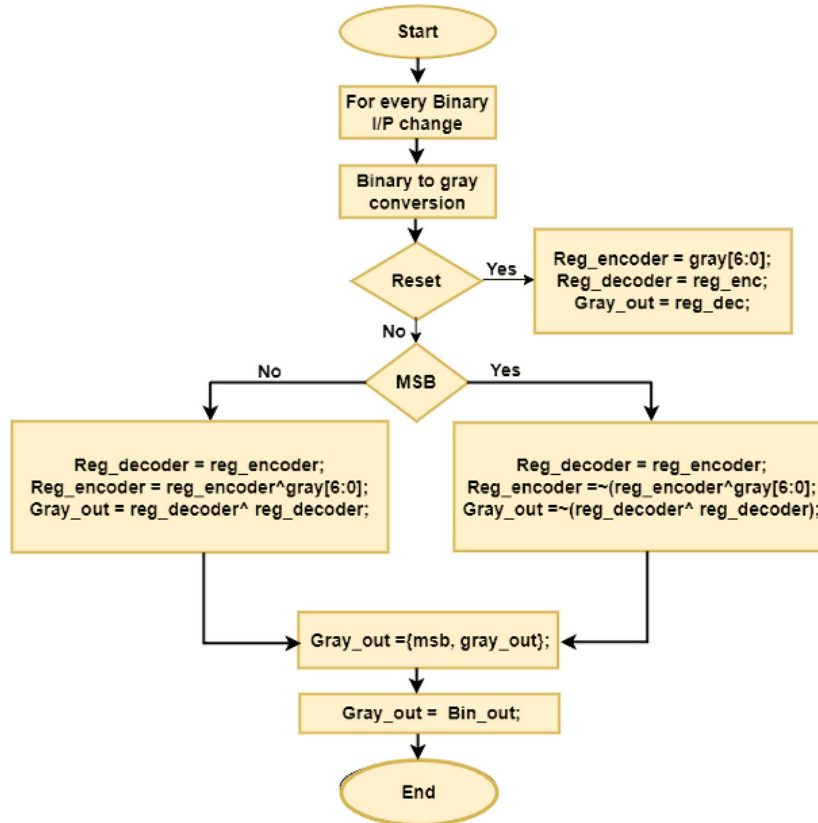 Start
For every Binary
I/P change
Binary to gray
conversion
Reset
Yes
Reg_encoder = gray[6:0];
Reg_decoder = reg_enc;
Gray_out = reg_dec;
No
MSB
No
Yes
Reg_decoder = reg_encoder;
Reg_encoder = reg_encoder^gray[6:0];
Gray_out = reg_decoder^ reg_decoder;
Reg_decoder = reg_encoder;
Reg_encoder =~(reg_encoder^gray[6:0];
Gray_out =~(reg_decoder^ reg_decoder);
Gray_out ={msb, gray_out};
Gray_out = Bin_out;
End